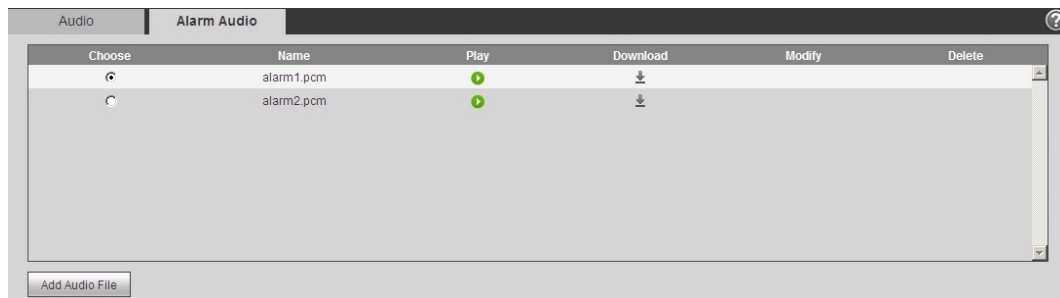 Audio Alarm Audio
Choose Name Play Download Modify Delete
alarm1.pcm
alarm2.pcm
Add Audio File